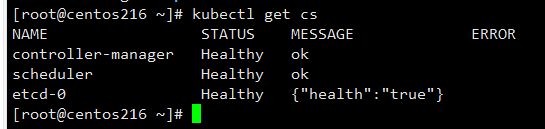 [root@centos216 ~]# kubectl get cs
NAME STATUS MESSAGE ERROR
controller-manager Healthy ok
scheduler Healthy ok
etcd-0 Healthy {"health":"true"}
[root@centos216 ~]#